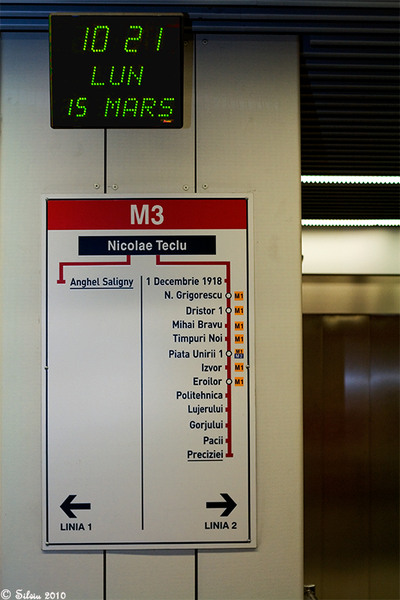 10 21
LUN
15 MARS
M3
Nicolae Teclu
Anghel Saligny
1 Decembrie 1918
N. Grigorescu M1
Dristor 1 M1
Mihai Bravu M1
Timpuri Noi M1
Piata Unirii 1 M1 M2
Izvor M1
Eroilor M1
Politehnica
Lujerului
Gorjului
Pacii
Preciziei
LINIA 1
LINIA 2
© Silviu 2010